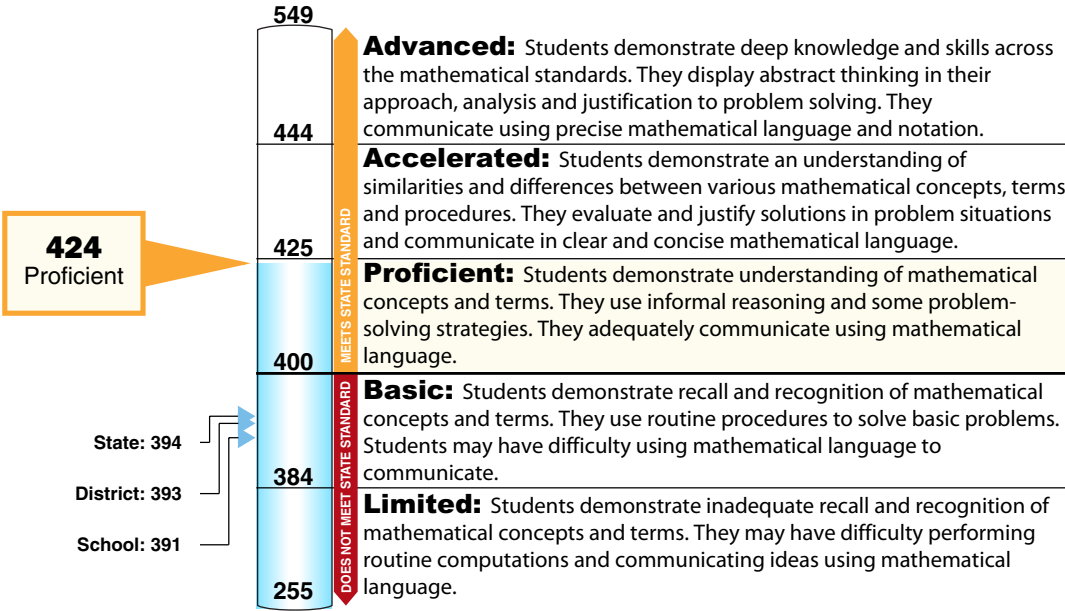 549
Advanced: Students demonstrate deep knowledge and skills across
the mathematical standards. They display abstract thinking in their
approach, analysis and justification to problem solving. They
communicate using precise mathematical language and notation.
444
Accelerated: Students demonstrate an understanding of
similarities and differences between various mathematical concepts, terms
and procedures. They evaluate and justify solutions in problem situations
and communicate in clear and concise mathematical language.
425
424
Proficient
Proficient: Students demonstrate understanding of mathematical
concepts and terms. They use informal reasoning and some problem-
solving strategies. They adequately communicate using mathematical
language.
MEETS STATE STANDARD
400
Basic: Students demonstrate recall and recognition of mathematical
concepts and terms. They use routine procedures to solve basic problems.
Students may have difficulty using mathematical language to
communicate.
State: 394
District: 393
School: 391
384
Limited: Students demonstrate inadequate recall and recognition of
mathematical concepts and terms. They may have difficulty performing
routine computations and communicating ideas using mathematical
language.
DOES NOT MEET STATE STANDARD
255